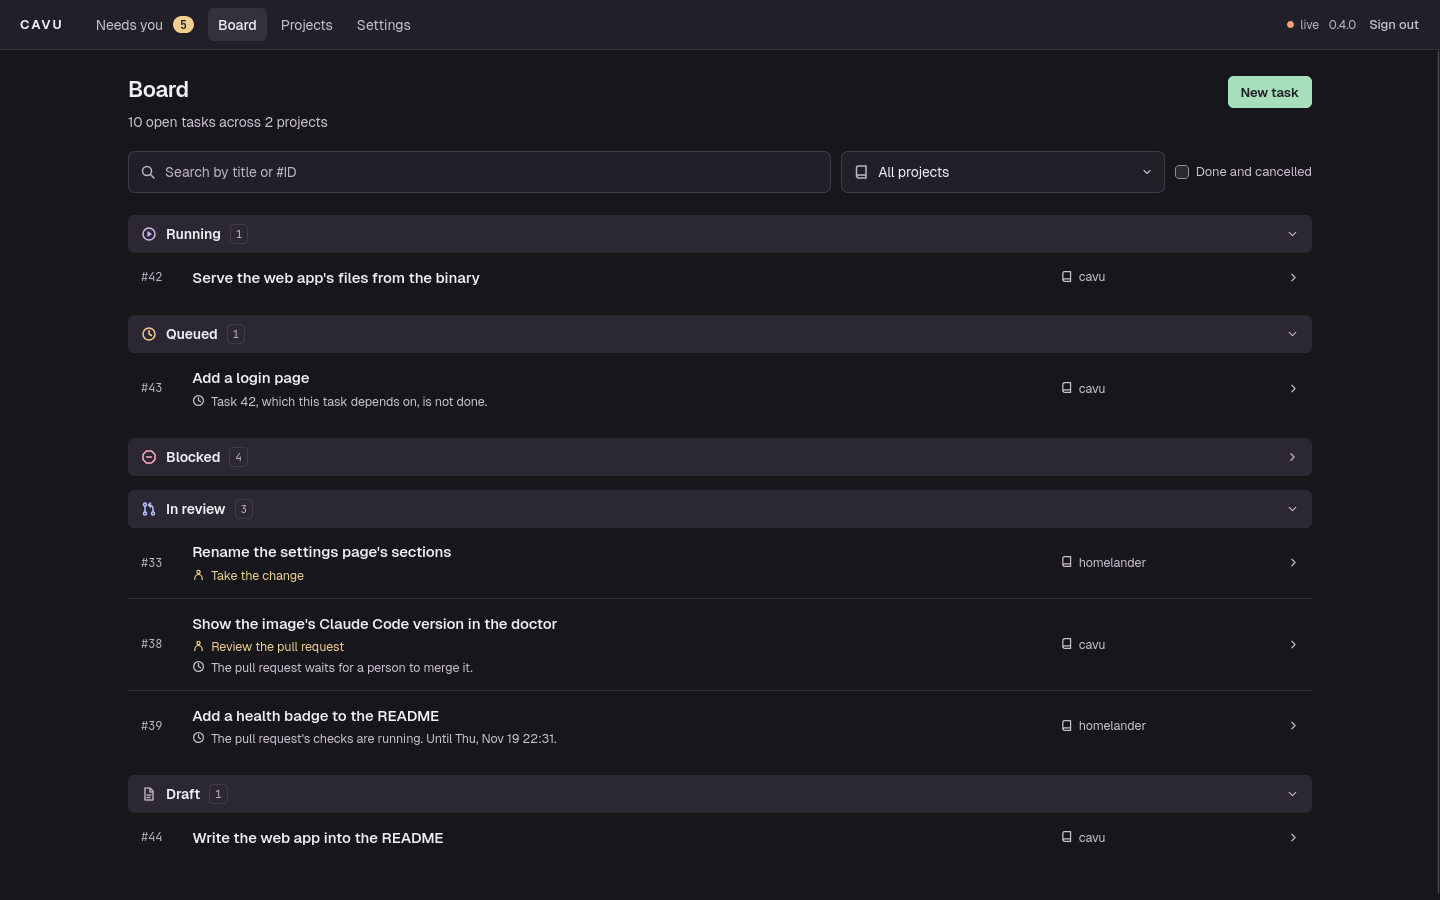 CAVU
Needs you 5
Board
Projects
Settings
live 0.4.0 Sign out
Board
New task
10 open tasks across 2 projects
Search by title or #ID
All projects
Done and cancelled
Running 1
#42 Serve the web app's files from the binary cavu
Queued 1
#43 Add a login page cavu
Task 42, which this task depends on, is not done.
Blocked 4
In review 3
#33 Rename the settings page's sections homelander
Take the change
#38 Show the image's Claude Code version in the doctor cavu
Review the pull request
The pull request waits for a person to merge it.
#39 Add a health badge to the README homelander
The pull request's checks are running. Until Thu, Nov 19 22:31.
Draft 1
#44 Write the web app into the README cavu